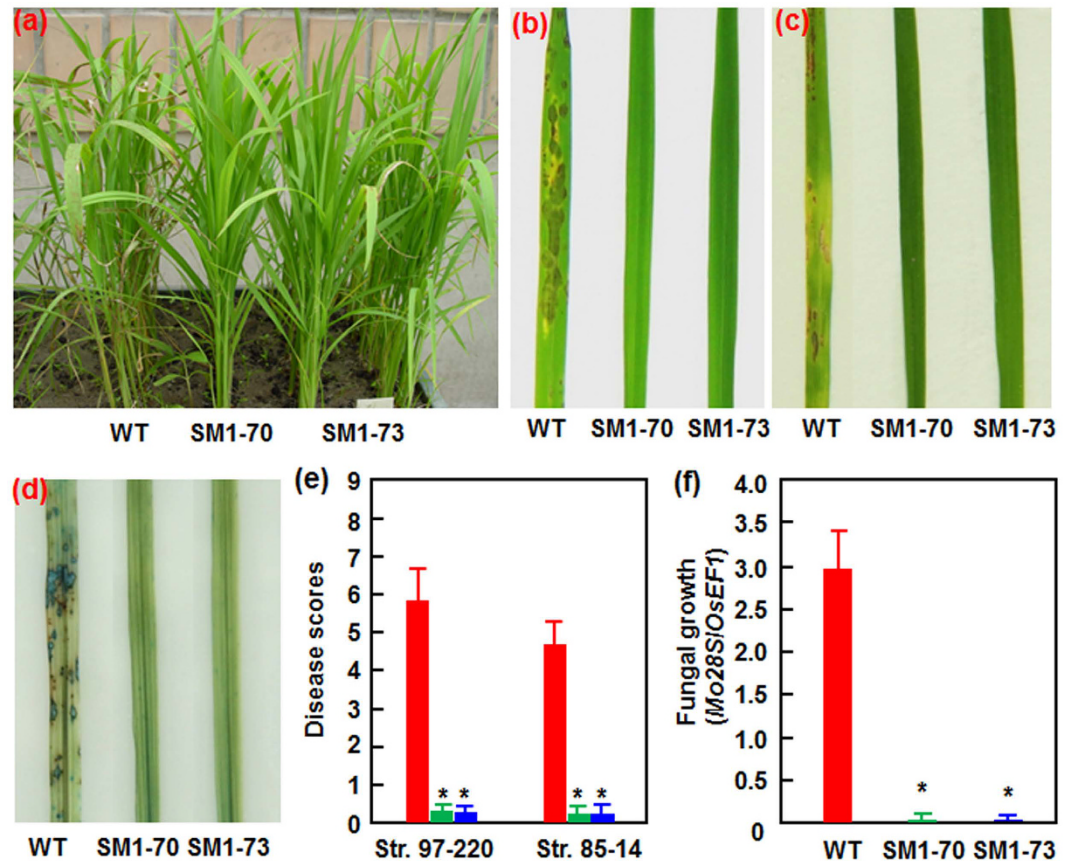 (a)
(b)
(c)
WT SM1-70 SM1-73
WT SM1-70 SM1-73
WT SM1-70 SM1-73
(d)
WT SM1-70 SM1-73
(e)
Disease scores
9
8
7
6
5
4
3
2
1
0
* *
* *
Str. 97-220 Str. 85-14
(f)
Fungal growth
(Mo28S/OsEF1)
4.0
3.5
3.0
2.5
2.0
1.5
1.0
0.5
0
*
*
WT SM1-70 SM1-73